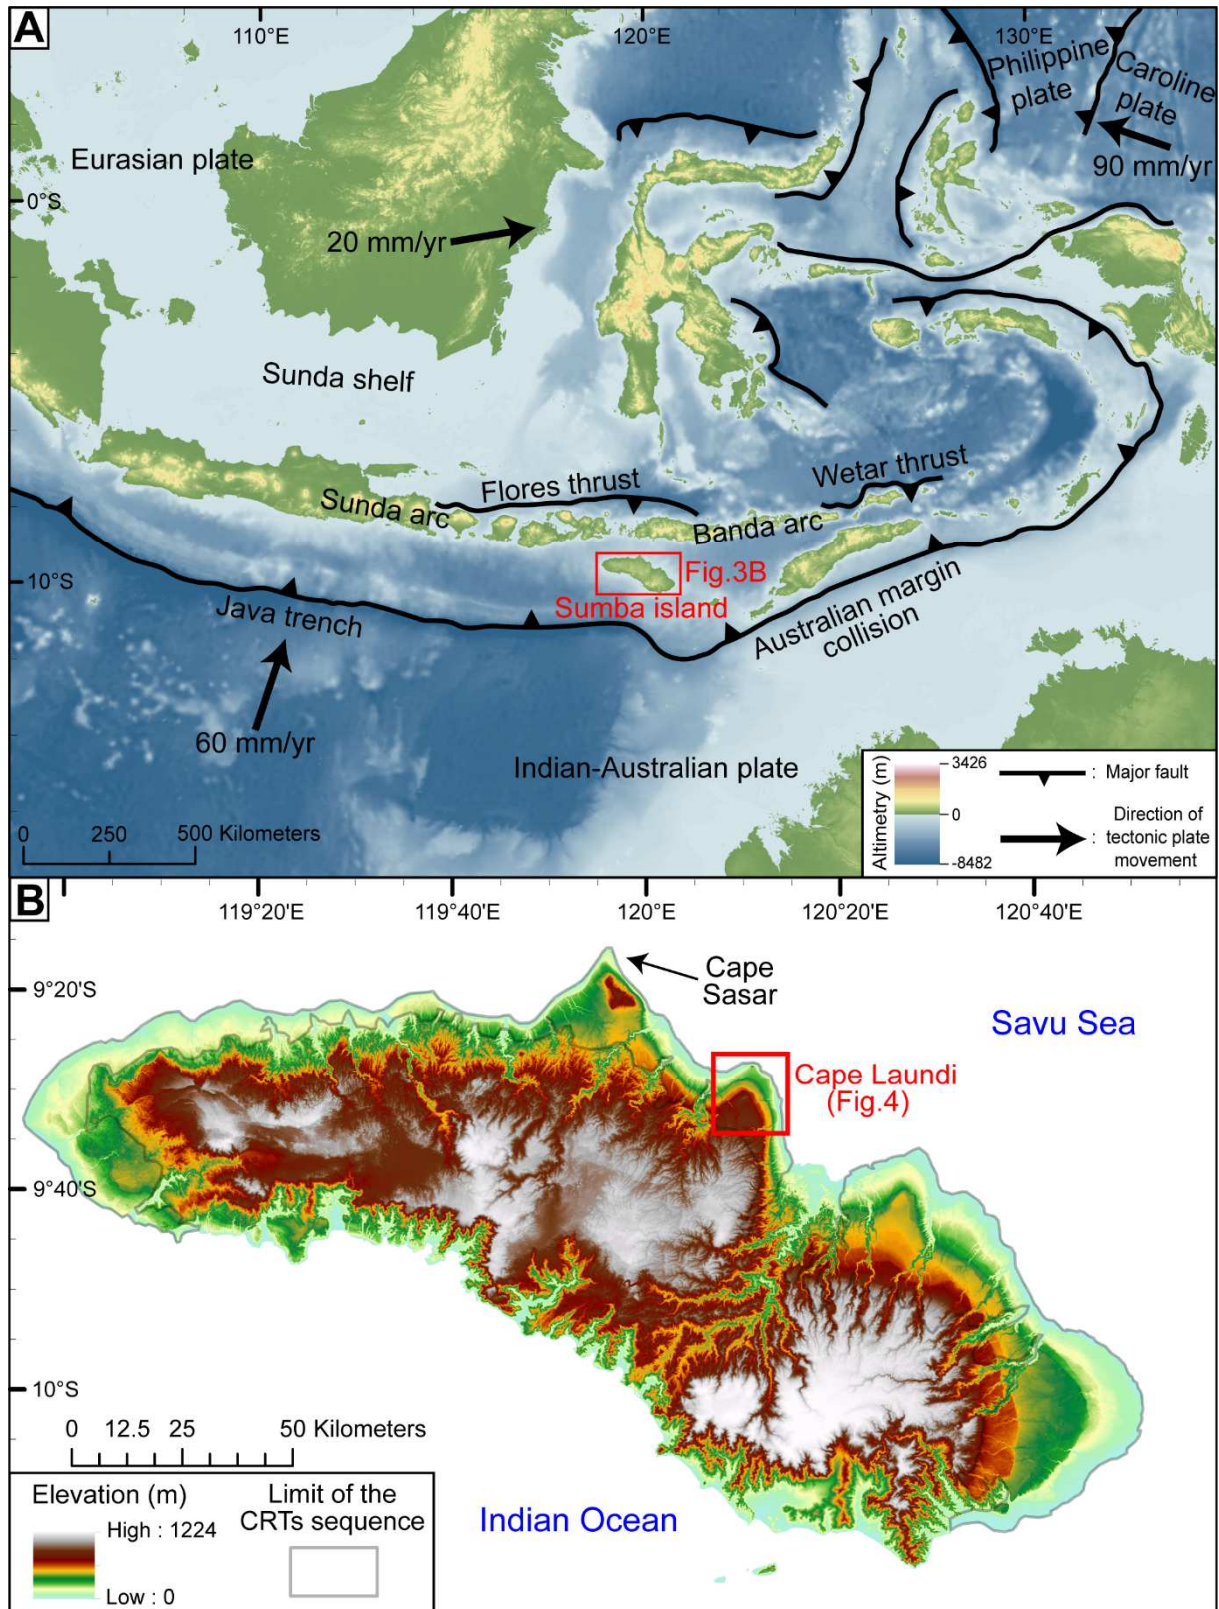 A
110°E
120°E
130°E
Philippine
plate
Caroline
plate
Eurasian plate
90 mm/yr
0°S
20 mm/yr
Sunda shelf
Flores thrust
Wetar thrust
Sunda arc
Banda arc
10°S
Fig.3B
Sumba island
Java trench
Australian margin
collision
60 mm/yr
Indian-Australian plate
0 250 500 Kilometers
Altimetry (m)
3426
0
-8482
: Major fault
: Direction of
tectonic plate
movement
B
119°20'E
119°40'E
120°E
120°20'E
120°40'E
Cape
Sasar
9°20'S
Savu Sea
Cape Laundi
(Fig.4)
9°40'S
10°S
0 12.5 25 50 Kilometers
Elevation (m)
High : 1224
Low : 0
Limit of the
CRTs sequence
Indian Ocean